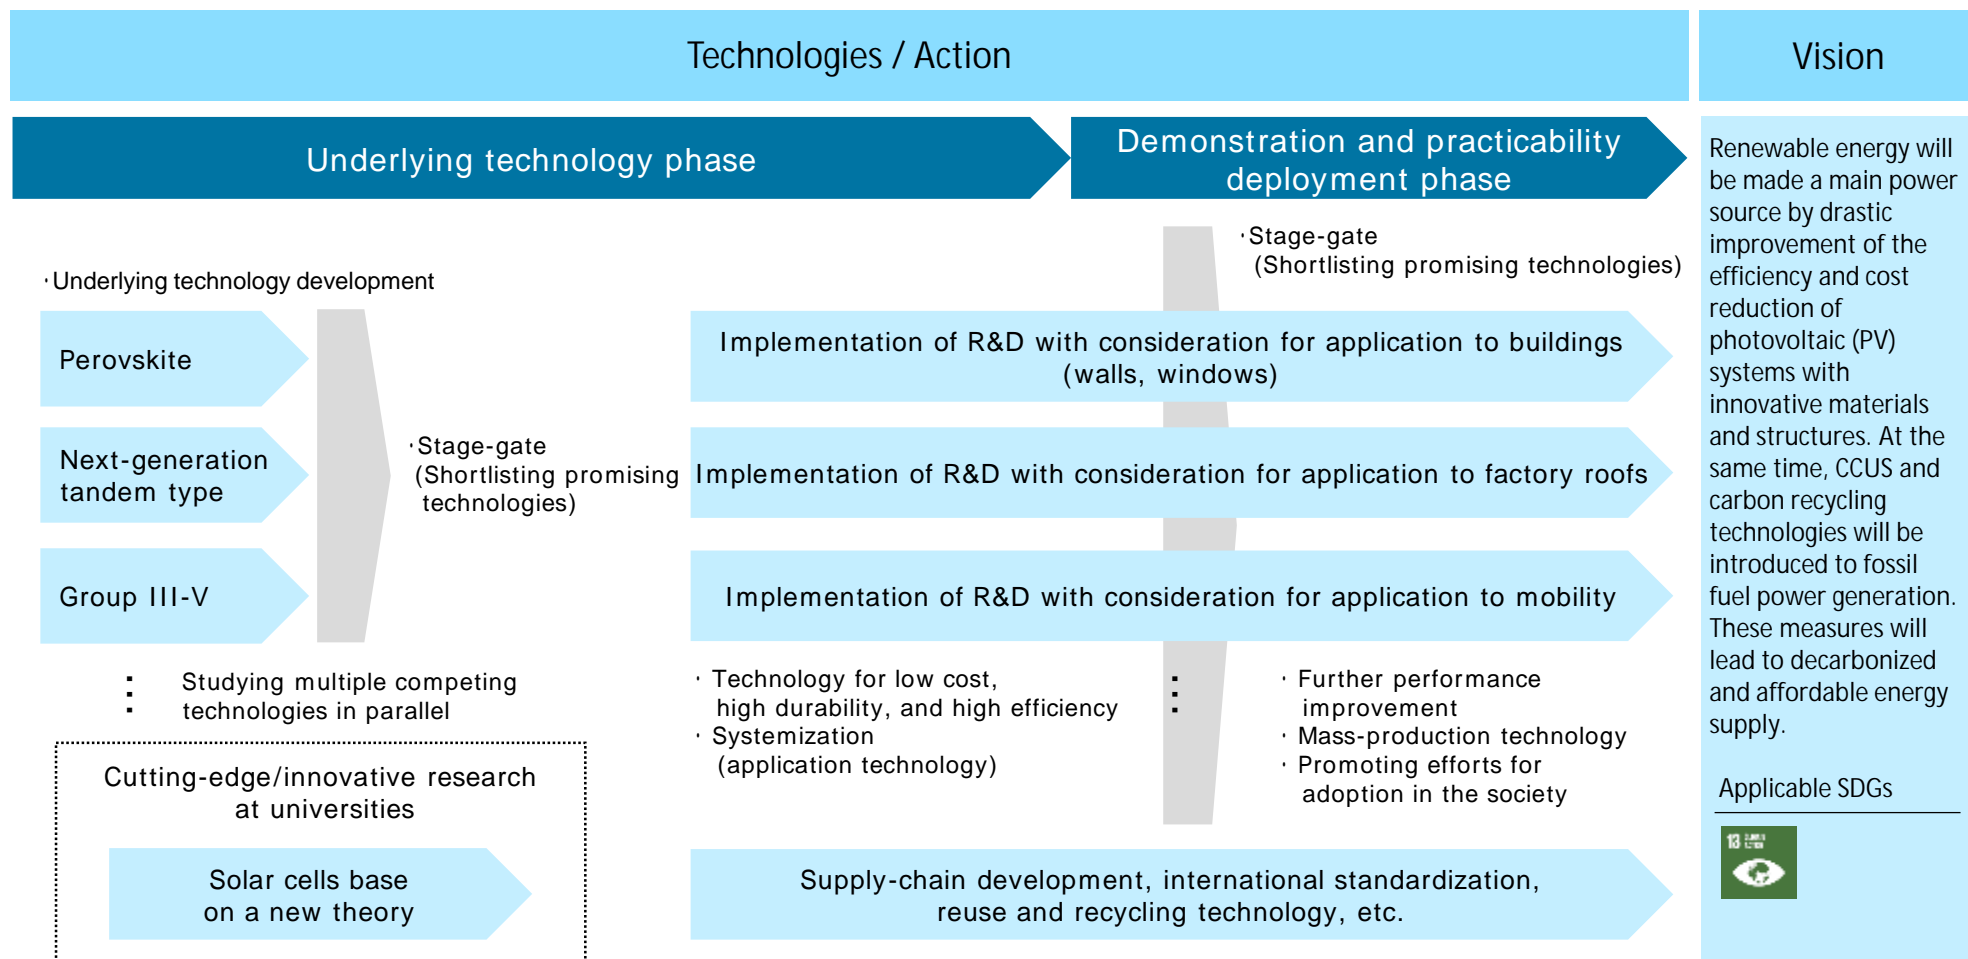 Technologies / Action
Vision
Underlying technology phase
Demonstration and practicability
deployment phase
・Underlying technology development
Perovskite
Next-generation
tandem type
Group III-V
Studying multiple competing
technologies in parallel
Cutting-edge/innovative research
at universities
Solar cells base
on a new theory
・Stage-gate
(Shortlisting promising
technologies)
・Stage-gate
(Shortlisting promising technologies)
Implementation of R&D with consideration for application to buildings
(walls, windows)
Implementation of R&D with consideration for application to factory roofs
Implementation of R&D with consideration for application to mobility
・Technology for low cost,
high durability, and high efficiency
・Systemization
(application technology)
・Further performance
improvement
・Mass-production technology
・Promoting efforts for
adoption in the society
Supply-chain development, international standardization,
reuse and recycling technology, etc.
Renewable energy will
be made a main power
source by drastic
improvement of the
efficiency and cost
reduction of
photovoltaic (PV)
systems with
innovative materials
and structures. At the
same time, CCUS and
carbon recycling
technologies will be
introduced to fossil
fuel power generation.
These measures will
lead to decarbonized
and affordable energy
supply.
Applicable SDGs
13